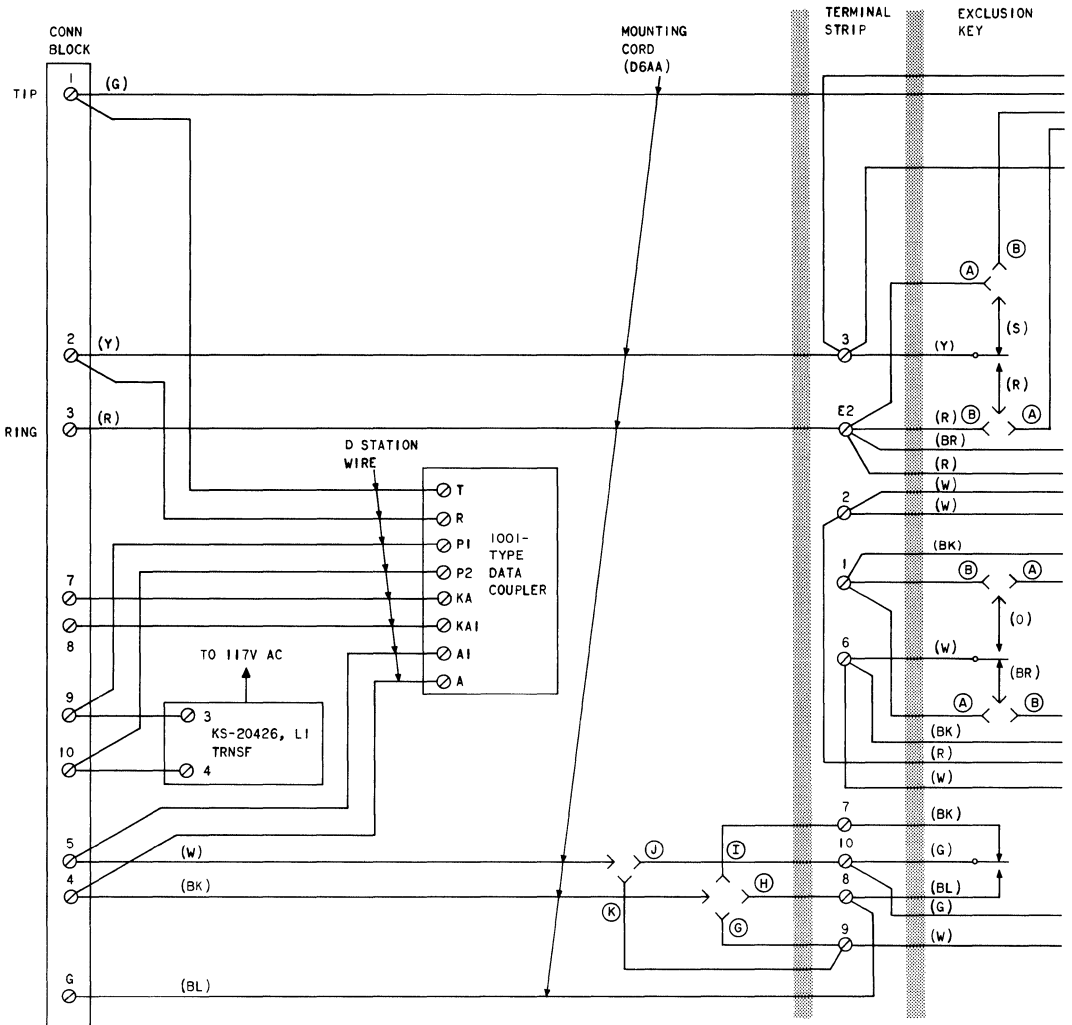 TERMINAL
STRIP
EXCLUSION
KEY
CONN
BLOCK
MOUNTING
CORD
(D6AA)
1
(G)
TIP
B
A
(S)
2
(Y)
3
(Y)
(R)
3
(R)
E2
(R)
B
A
RING
(BR)
D STATION
WIRE
(R)
(W)
T
2
(W)
R
P1
1001-
TYPE
DATA
COUPLER
(BK)
P2
1
B
A
7
KA
8
KA1
(O)
TO 117V AC
A1
6
(W)
A
(BR)
9
3
KS-20426, L1
TRNSF
A
B
10
4
(BK)
(R)
(W)
7
(BK)
5
(W)
J
I
10
(G)
4
(BK)
H
8
(BL)
K
(G)
G
9
(W)
G
(BL)